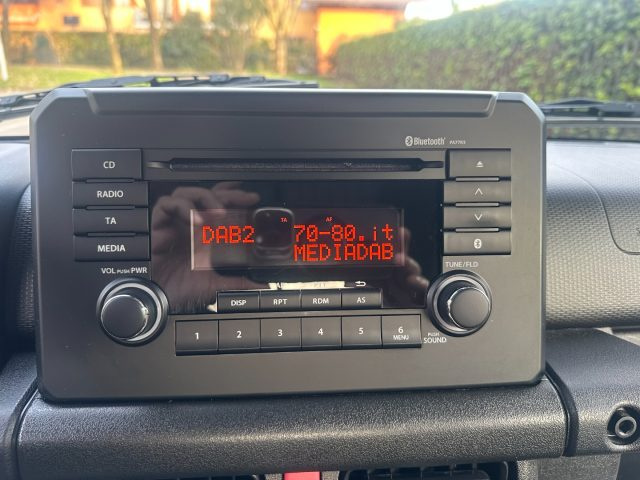 Bluetooth PA77R3
CD
RADIO
TA
MEDIA
TA AF
DAB2 70-80.it
MEDIADAB
VOL PUSH PWR
TUNE/FLD
DISP RPT RDM AS
1 2 3 4 5 6
MENU
PUSH
SOUND